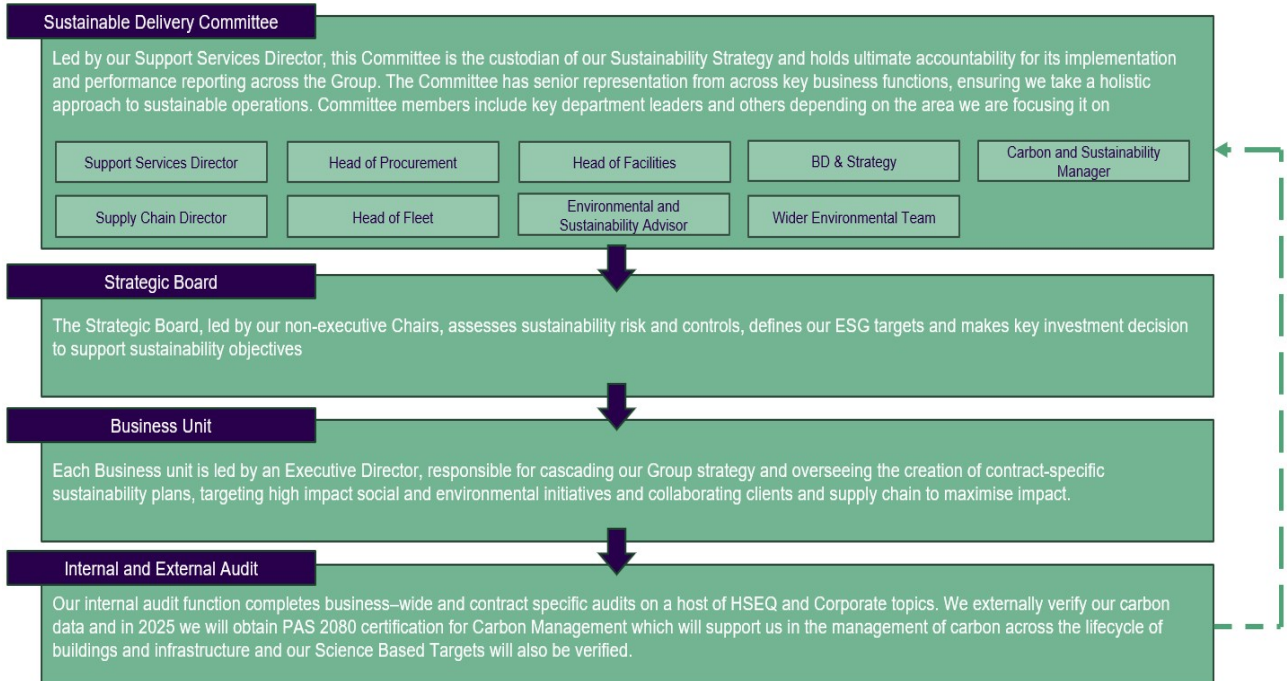 Sustainable Delivery Committee
Led by our Support Services Director, this Committee is the custodian of our Sustainability Strategy and holds ultimate accountability for its implementation
and performance reporting across the Group. The Committee has senior representation from across key business functions, ensuring we take a holistic
approach to sustainable operations. Committee members include key department leaders and others depending on the area we are focusing it on
Support Services Director
Head of Procurement
Head of Facilities
BD & Strategy
Carbon and Sustainability
Manager
Supply Chain Director
Head of Fleet
Environmental and
Sustainability Advisor
Wider Environmental Team
Strategic Board
The Strategic Board, led by our non-executive Chairs, assesses sustainability risk and controls, defines our ESG targets and makes key investment decision
to support sustainability objectives
Business Unit
Each Business unit is led by an Executive Director, responsible for cascading our Group strategy and overseeing the creation of contract-specific
sustainability plans, targeting high impact social and environmental initiatives and collaborating clients and supply chain to maximise impact.
Internal and External Audit
Our internal audit function completes business–wide and contract specific audits on a host of HSEQ and Corporate topics. We externally verify our carbon
data and in 2025 we will obtain PAS 2080 certification for Carbon Management which will support us in the management of carbon across the lifecycle of
buildings and infrastructure and our Science Based Targets will also be verified.